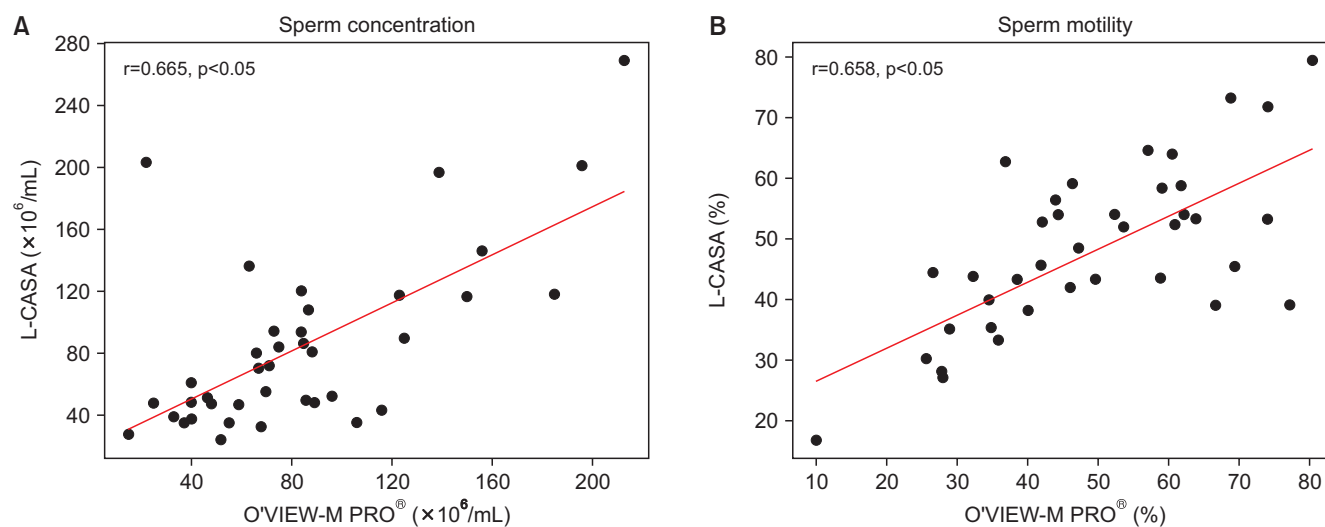 A
Sperm concentration
r=0.665, p<0.05
280
240
200
160
120
80
40
L-CASA (×10⁶/mL)
40 80 120 160 200
O'VIEW-M PRO® (×10⁶/mL)
B
Sperm motility
r=0.658, p<0.05
80
70
60
50
40
30
20
L-CASA (%)
10 20 30 40 50 60 70 80
O'VIEW-M PRO® (%)